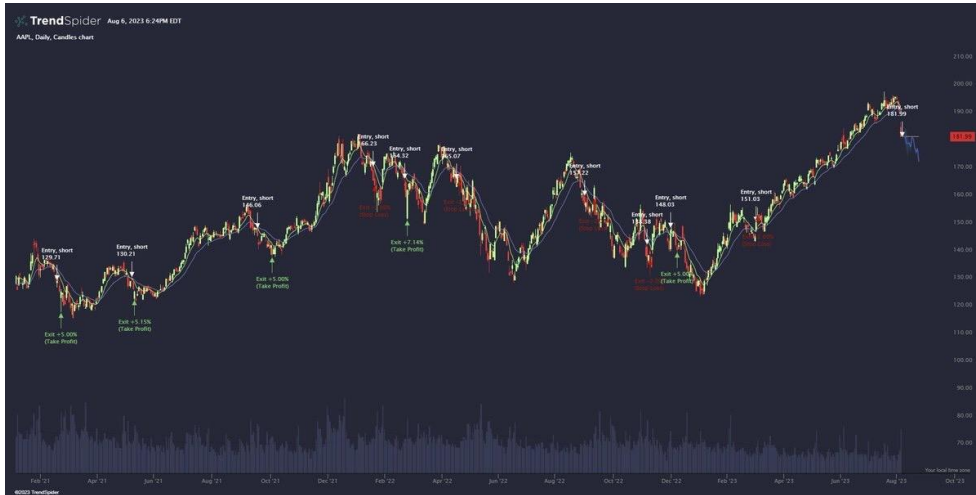 TrendSpider Aug 6, 2023 6:24PM EDT
AAPL, Daily, Candles chart
210.00
200.00
190.00
Entry, short
181.99
181.99
Entry, short
166.23
Entry, short
164.32
Entry, short
165.07
170.00
Entry, short
157.22
160.00
Entry, short
146.06
Entry, short
148.03
Entry, short
151.03
150.00
Entry, short
Entry, short
129.71
Entry, short
130.21
140.00
Exit +7.14%
(Take Profit)
Exit +5.00%
(Take Profit)
Exit +5.00%
(Take Profit)
130.00
120.00
Exit +5.00%
(Take Profit)
Exit +5.15%
(Take Profit)
110.00
100.00
90.00
80.00
70.00
Your local time zone
Feb '21 Apr '21 Jun '21 Aug '21 Oct '21 Dec '21 Feb '22 Apr '22 Jun '22 Aug '22 Oct '22 Dec '22 Feb '23 Apr '23 Jun '23 Aug '23 Oct '23
©2023 TrendSpider